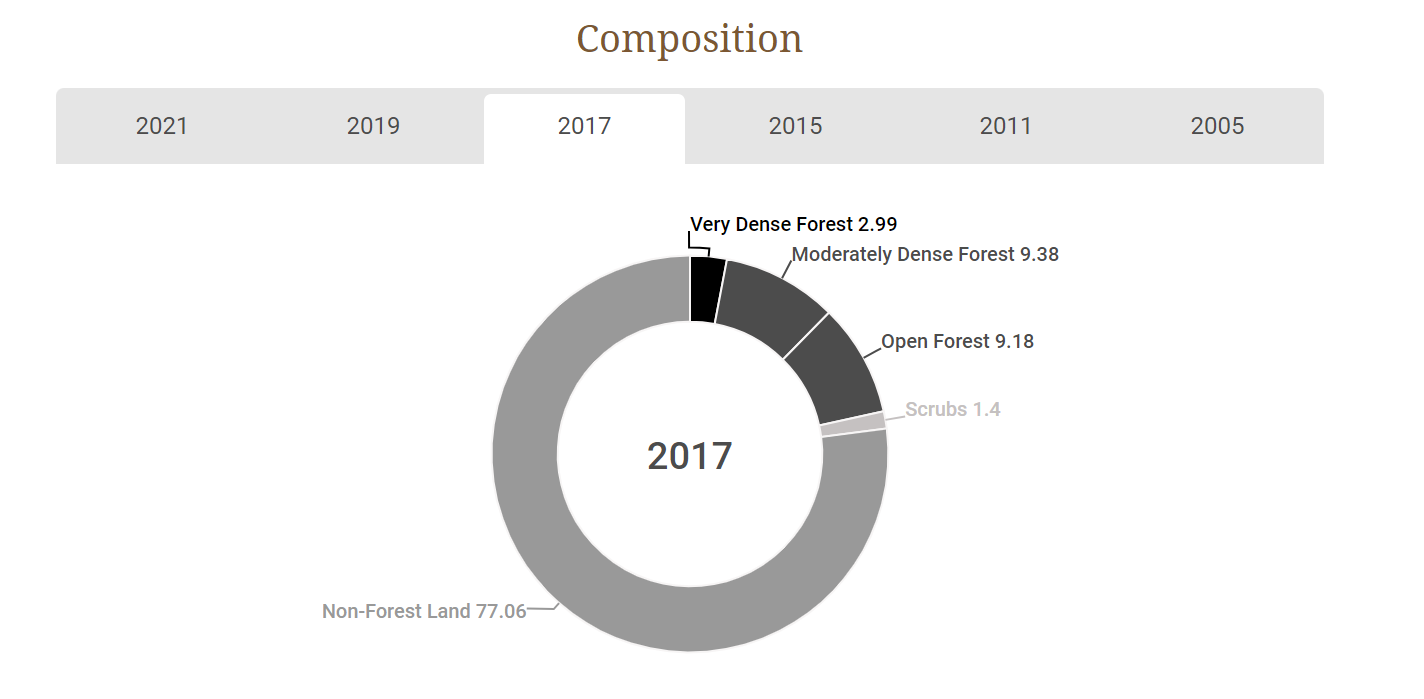 Composition
2021 2019 2017 2015 2011 2005
Very Dense Forest 2.99
Moderately Dense Forest 9.38
Open Forest 9.18
Scrubs 1.4
2017
Non-Forest Land 77.06